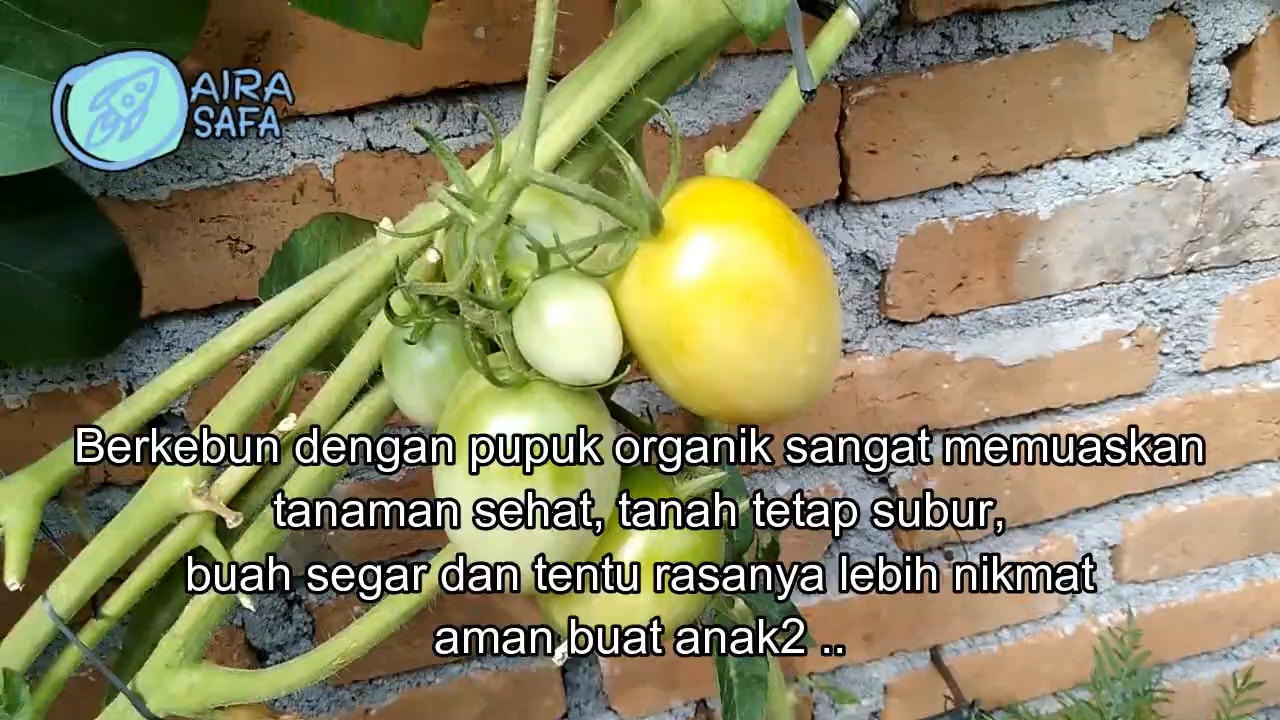 AIRA
SAFA
Berkebun dengan pupuk organik sangat memuaskan
tanaman sehat, tanah tetap subur,
buah segar dan tentu rasanya lebih nikmat
aman buat anak2 ..